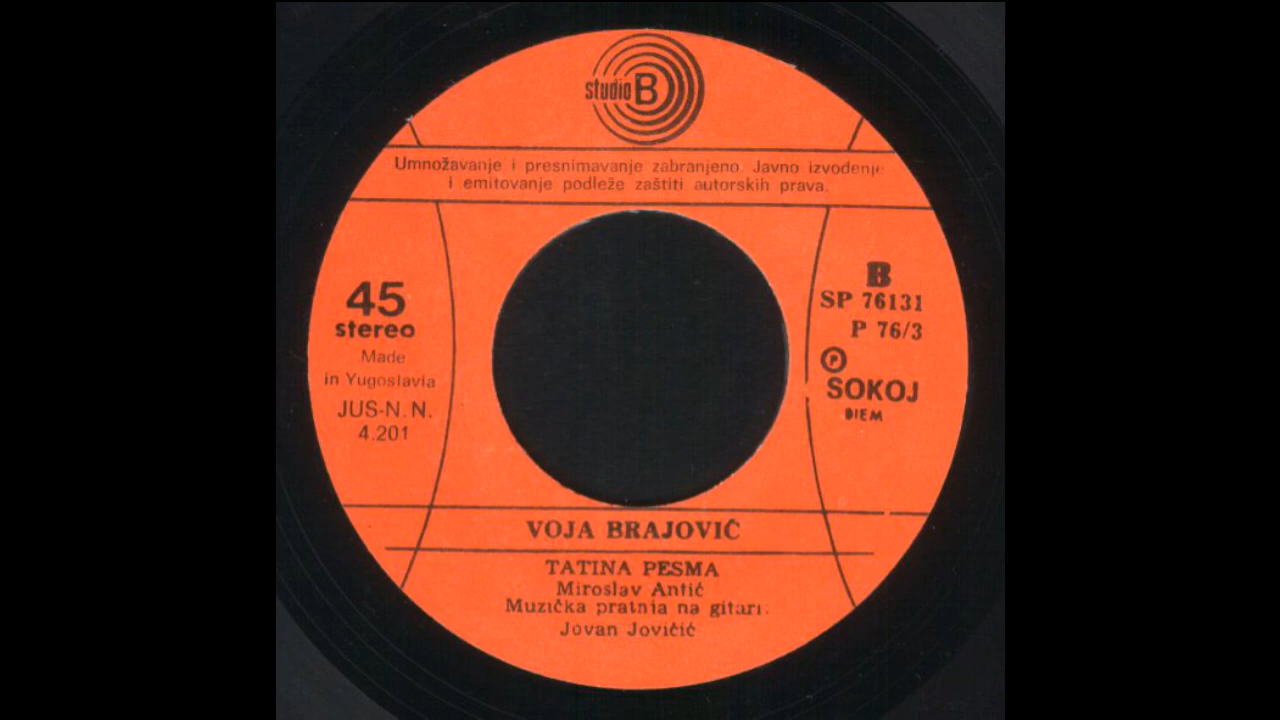 studio B
Umnožavanje i presnimavanje zabranjeno. Javno izvođenje
i emitovanje podleže zaštiti autorskih prava.
45
stereo
Made
in Yugoslavia
JUS-N.N.
4.201
B
SP 76131
P 76/3
Ⓟ
SOKOJ
BIEM
VOJA BRAJOVIĆ
TATINA PESMA
Miroslav Antić
Muzička pratnja na gitari:
Jovan Jovičić